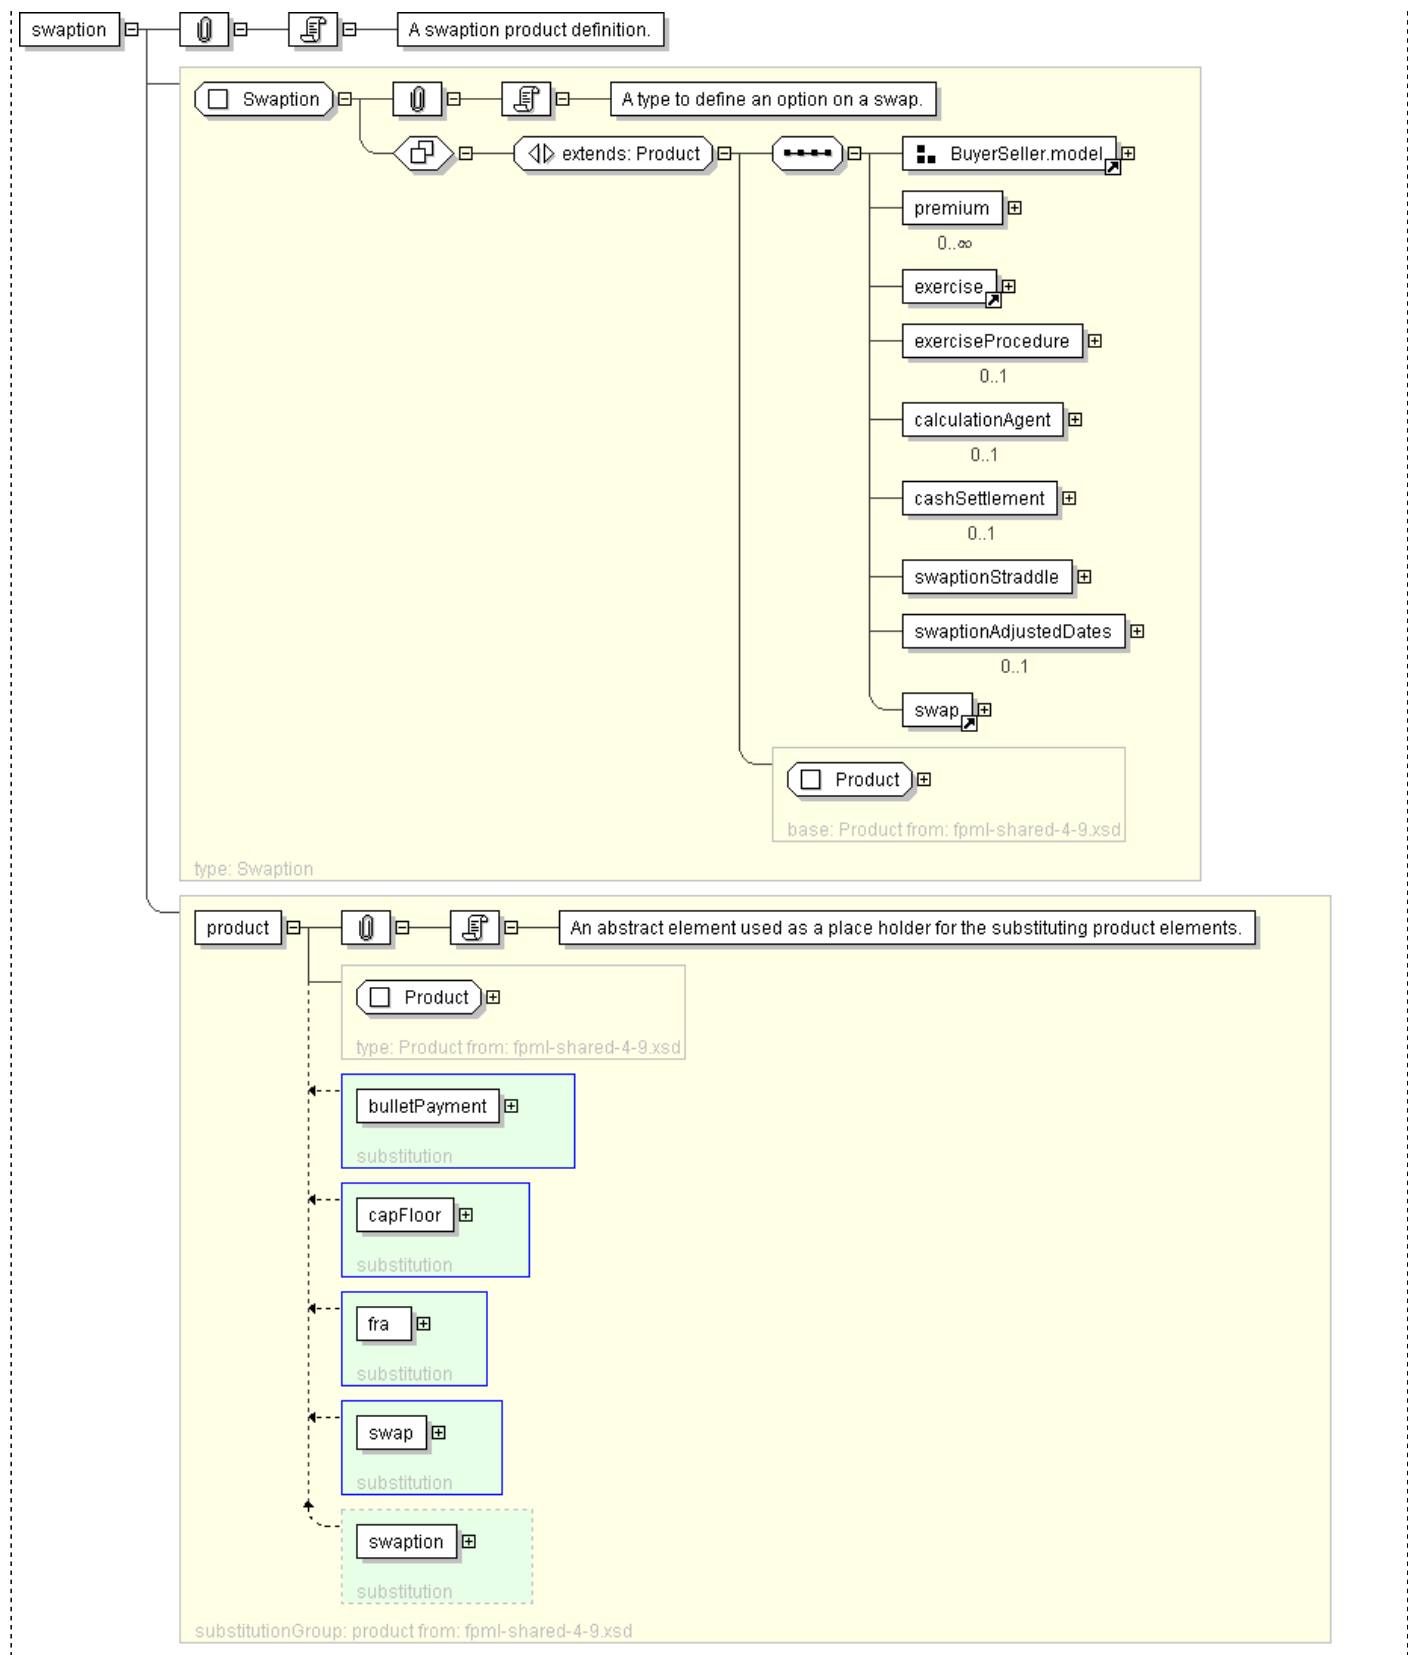 swaption
A swaption product definition.
Swaption
A type to define an option on a swap.
extends: Product
BuyerSeller.model
premium
0..∞
exercise
exerciseProcedure
0..1
calculationAgent
0..1
cashSettlement
0..1
swaptionStraddle
swaptionAdjustedDates
0..1
swap
Product
base: Product from: fpml-shared-4-9.xsd
type: Swaption
product
An abstract element used as a place holder for the substituting product elements.
Product
type: Product from: fpml-shared-4-9.xsd
bulletPayment
substitution
capFloor
substitution
fra
substitution
swap
substitution
swaption
substitution
substitutionGroup: product from: fpml-shared-4-9.xsd